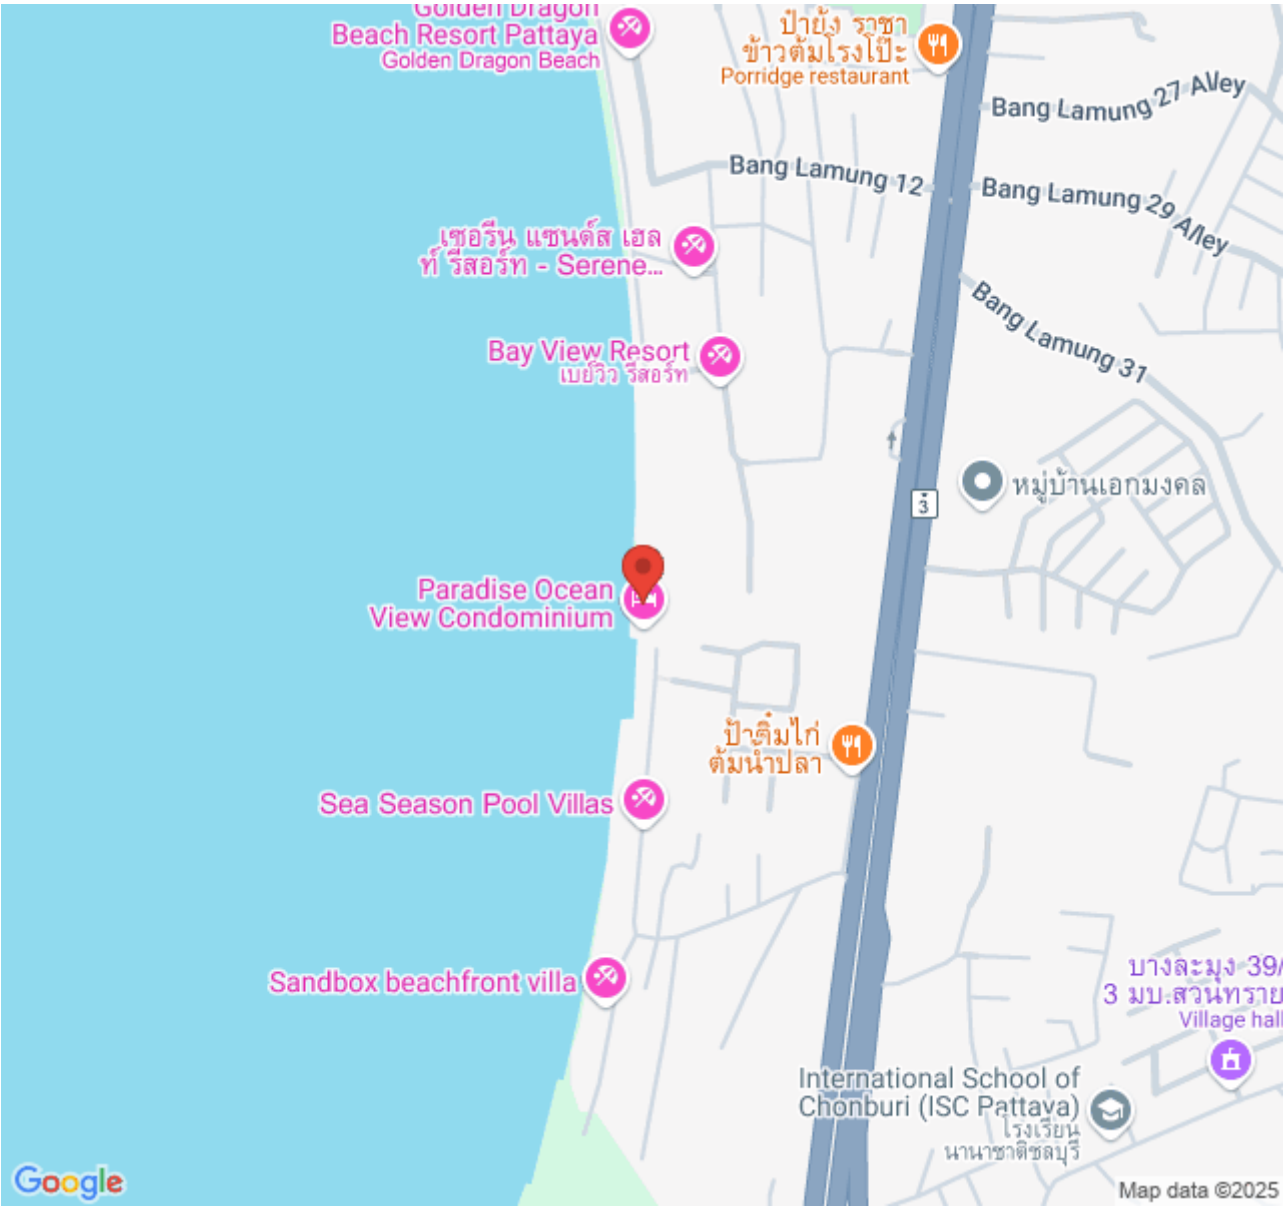 Golden Dragon
Beach Resort Pattaya
Golden Dragon Beach
ป้ายัง ราชา
ข้าวต้มโรงโป๊ะ
Porridge restaurant
Bang Lamung 27 Alley
Bang Lamung 12
Bang Lamung 29 Alley
เซอรีน แซนด์ส เฮล
ท์ รีสอร์ท - Serene...
Bang Lamung 31
Bay View Resort
เบย์วิว รีสอร์ท
หมู่บ้านเอกมงคล
3
Paradise Ocean
View Condominium
ป้าติ๋มไก่
ต้มน้ำปลา
Sea Season Pool Villas
Sandbox beachfront villa
บางละมุง 39/
3 มบ.สวนทราย
Village hall
International School of
Chonburi (ISC Pattaya)
โรงเรียน
นานาชาติชลบุรี
Google
Map data ©2025